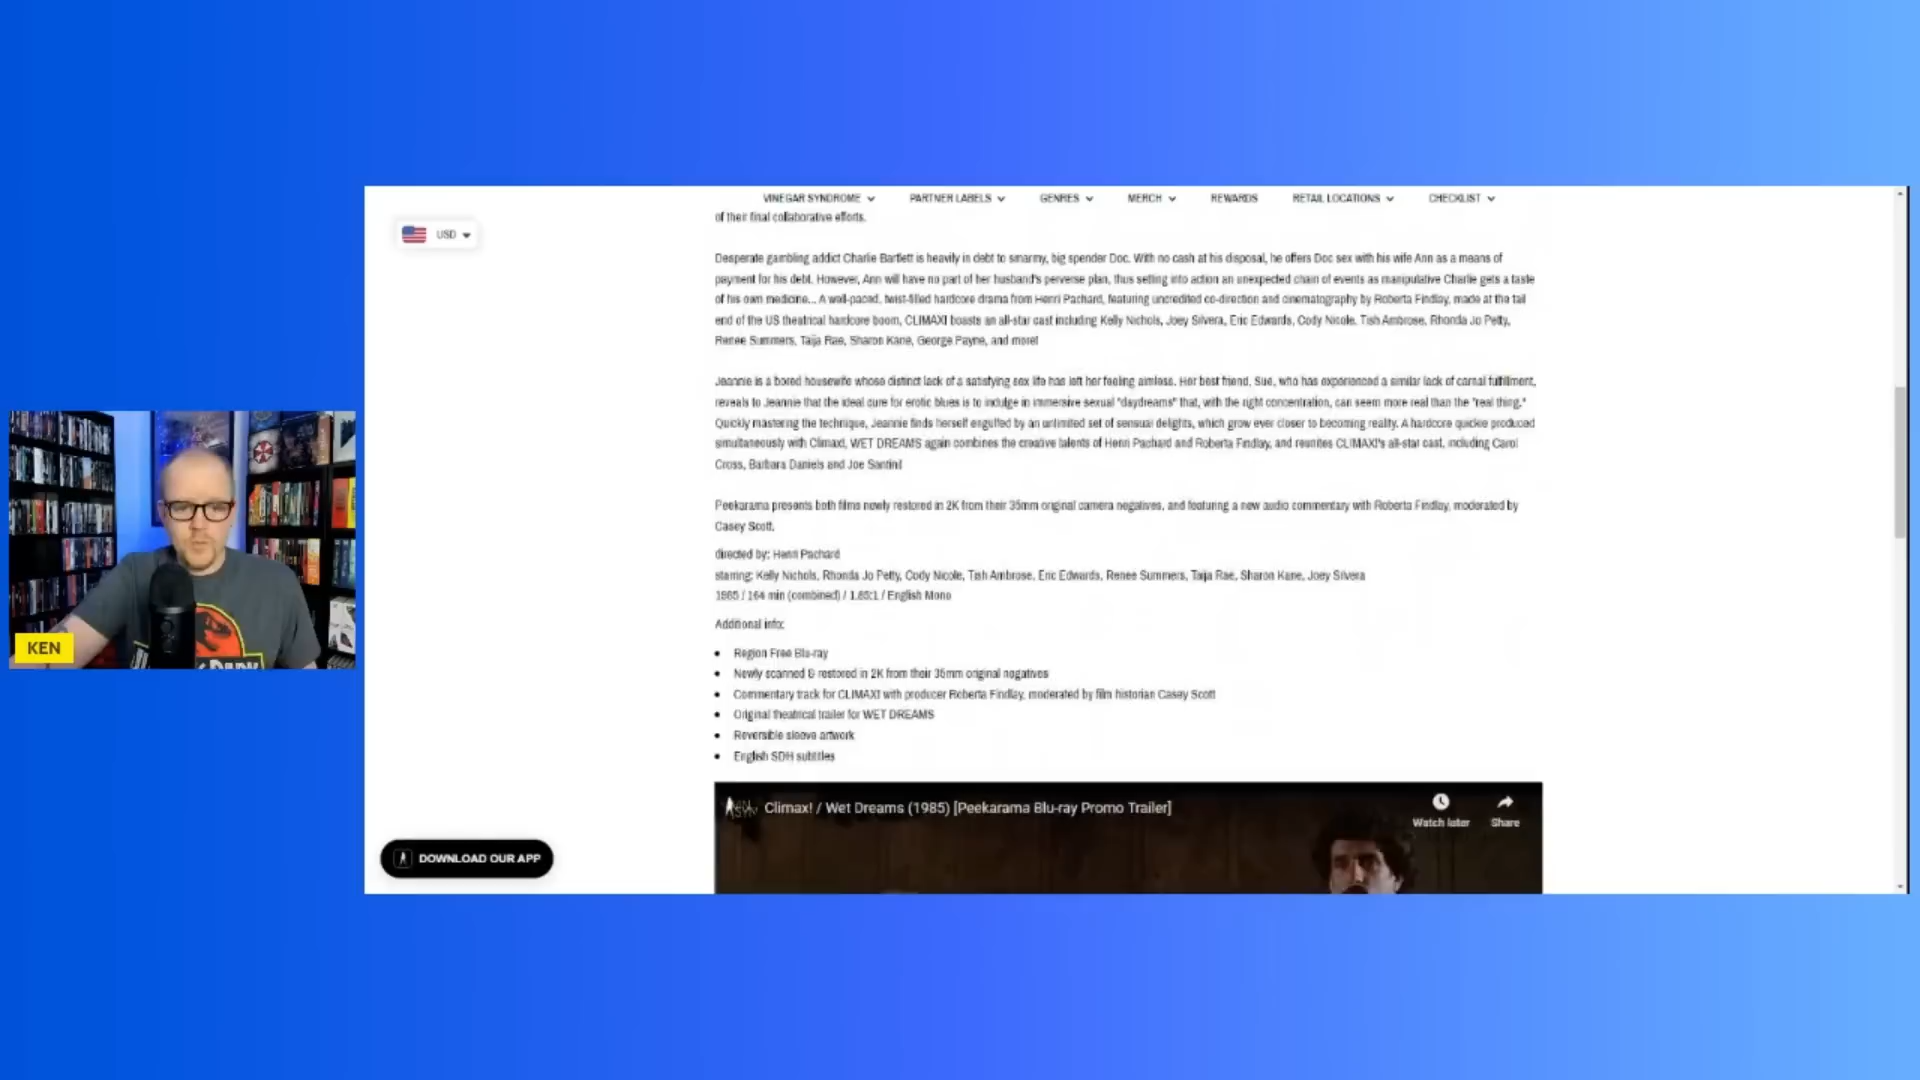 VINEGAR SYNDROME
PARTNER LABELS
GENRES
MERCH
REWARDS
RETAIL LOCATIONS
CHECKLIST
of their final collaborative efforts.
USD
Desperate gambling addict Charlie Bartlett is heavily in debt to smarmy, big spender Doc. With no cash at his disposal, he offers Doc sex with his wife Ann as a means of
payment for his debt. However, Ann will have no part of her husband's perverse plan, thus setting into action an unexpected chain of events as manipulative Charlie gets a taste
of his own medicine... A well-paced, twist-filled hardcore drama from Henri Pachard, featuring uncredited co-direction and cinematography by Roberta Findlay, made at the tail
end of the US theatrical hardcore boom, CLIMAX! boasts an all-star cast including Kelly Nichols, Joey Silvera, Eric Edwards, Cody Nicole, Tish Ambrose, Rhonda Jo Petty,
Renee Summers, Taija Rae, Sharon Kane, George Payne, and more!
Jeannie is a bored housewife whose distinct lack of a satisfying sex life has left her feeling aimless. Her best friend, Sue, who has experienced a similar lack of carnal fulfillment,
reveals to Jeannie that the ideal cure for erotic blues is to indulge in immersive sexual "daydreams" that, with the right concentration, can seem more real than the "real thing."
Quickly mastering the technique, Jeannie finds herself engulfed by an unlimited set of sensual delights, which grow ever closer to becoming reality. A hardcore quickie produced
simultaneously with Climax!, WET DREAMS again combines the creative talents of Henri Pachard and Roberta Findlay, and reunites CLIMAX!'s all-star cast, including Carol
Cross, Barbara Daniels and Joe Santini!
Peekarama presents both films newly restored in 2K from their 35mm original camera negatives, and featuring a new audio commentary with Roberta Findlay, moderated by
Casey Scott.
directed by: Henri Pachard
starring: Kelly Nichols, Rhonda Jo Petty, Cody Nicole, Tish Ambrose, Eric Edwards, Renee Summers, Taija Rae, Sharon Kane, Joey Silvera
1985 / 164 min (combined) / 1.85:1 / English Mono
Additional info:
• Region Free Blu-ray
• Newly scanned & restored in 2K from their 35mm original negatives
• Commentary track for CLIMAX! with producer Roberta Findlay, moderated by film historian Casey Scott
• Original theatrical trailer for WET DREAMS
• Reversible sleeve artwork
• English SDH subtitles
KEN
Climax! / Wet Dreams (1985) [Peekarama Blu-ray Promo Trailer]
Watch later
Share
DOWNLOAD OUR APP